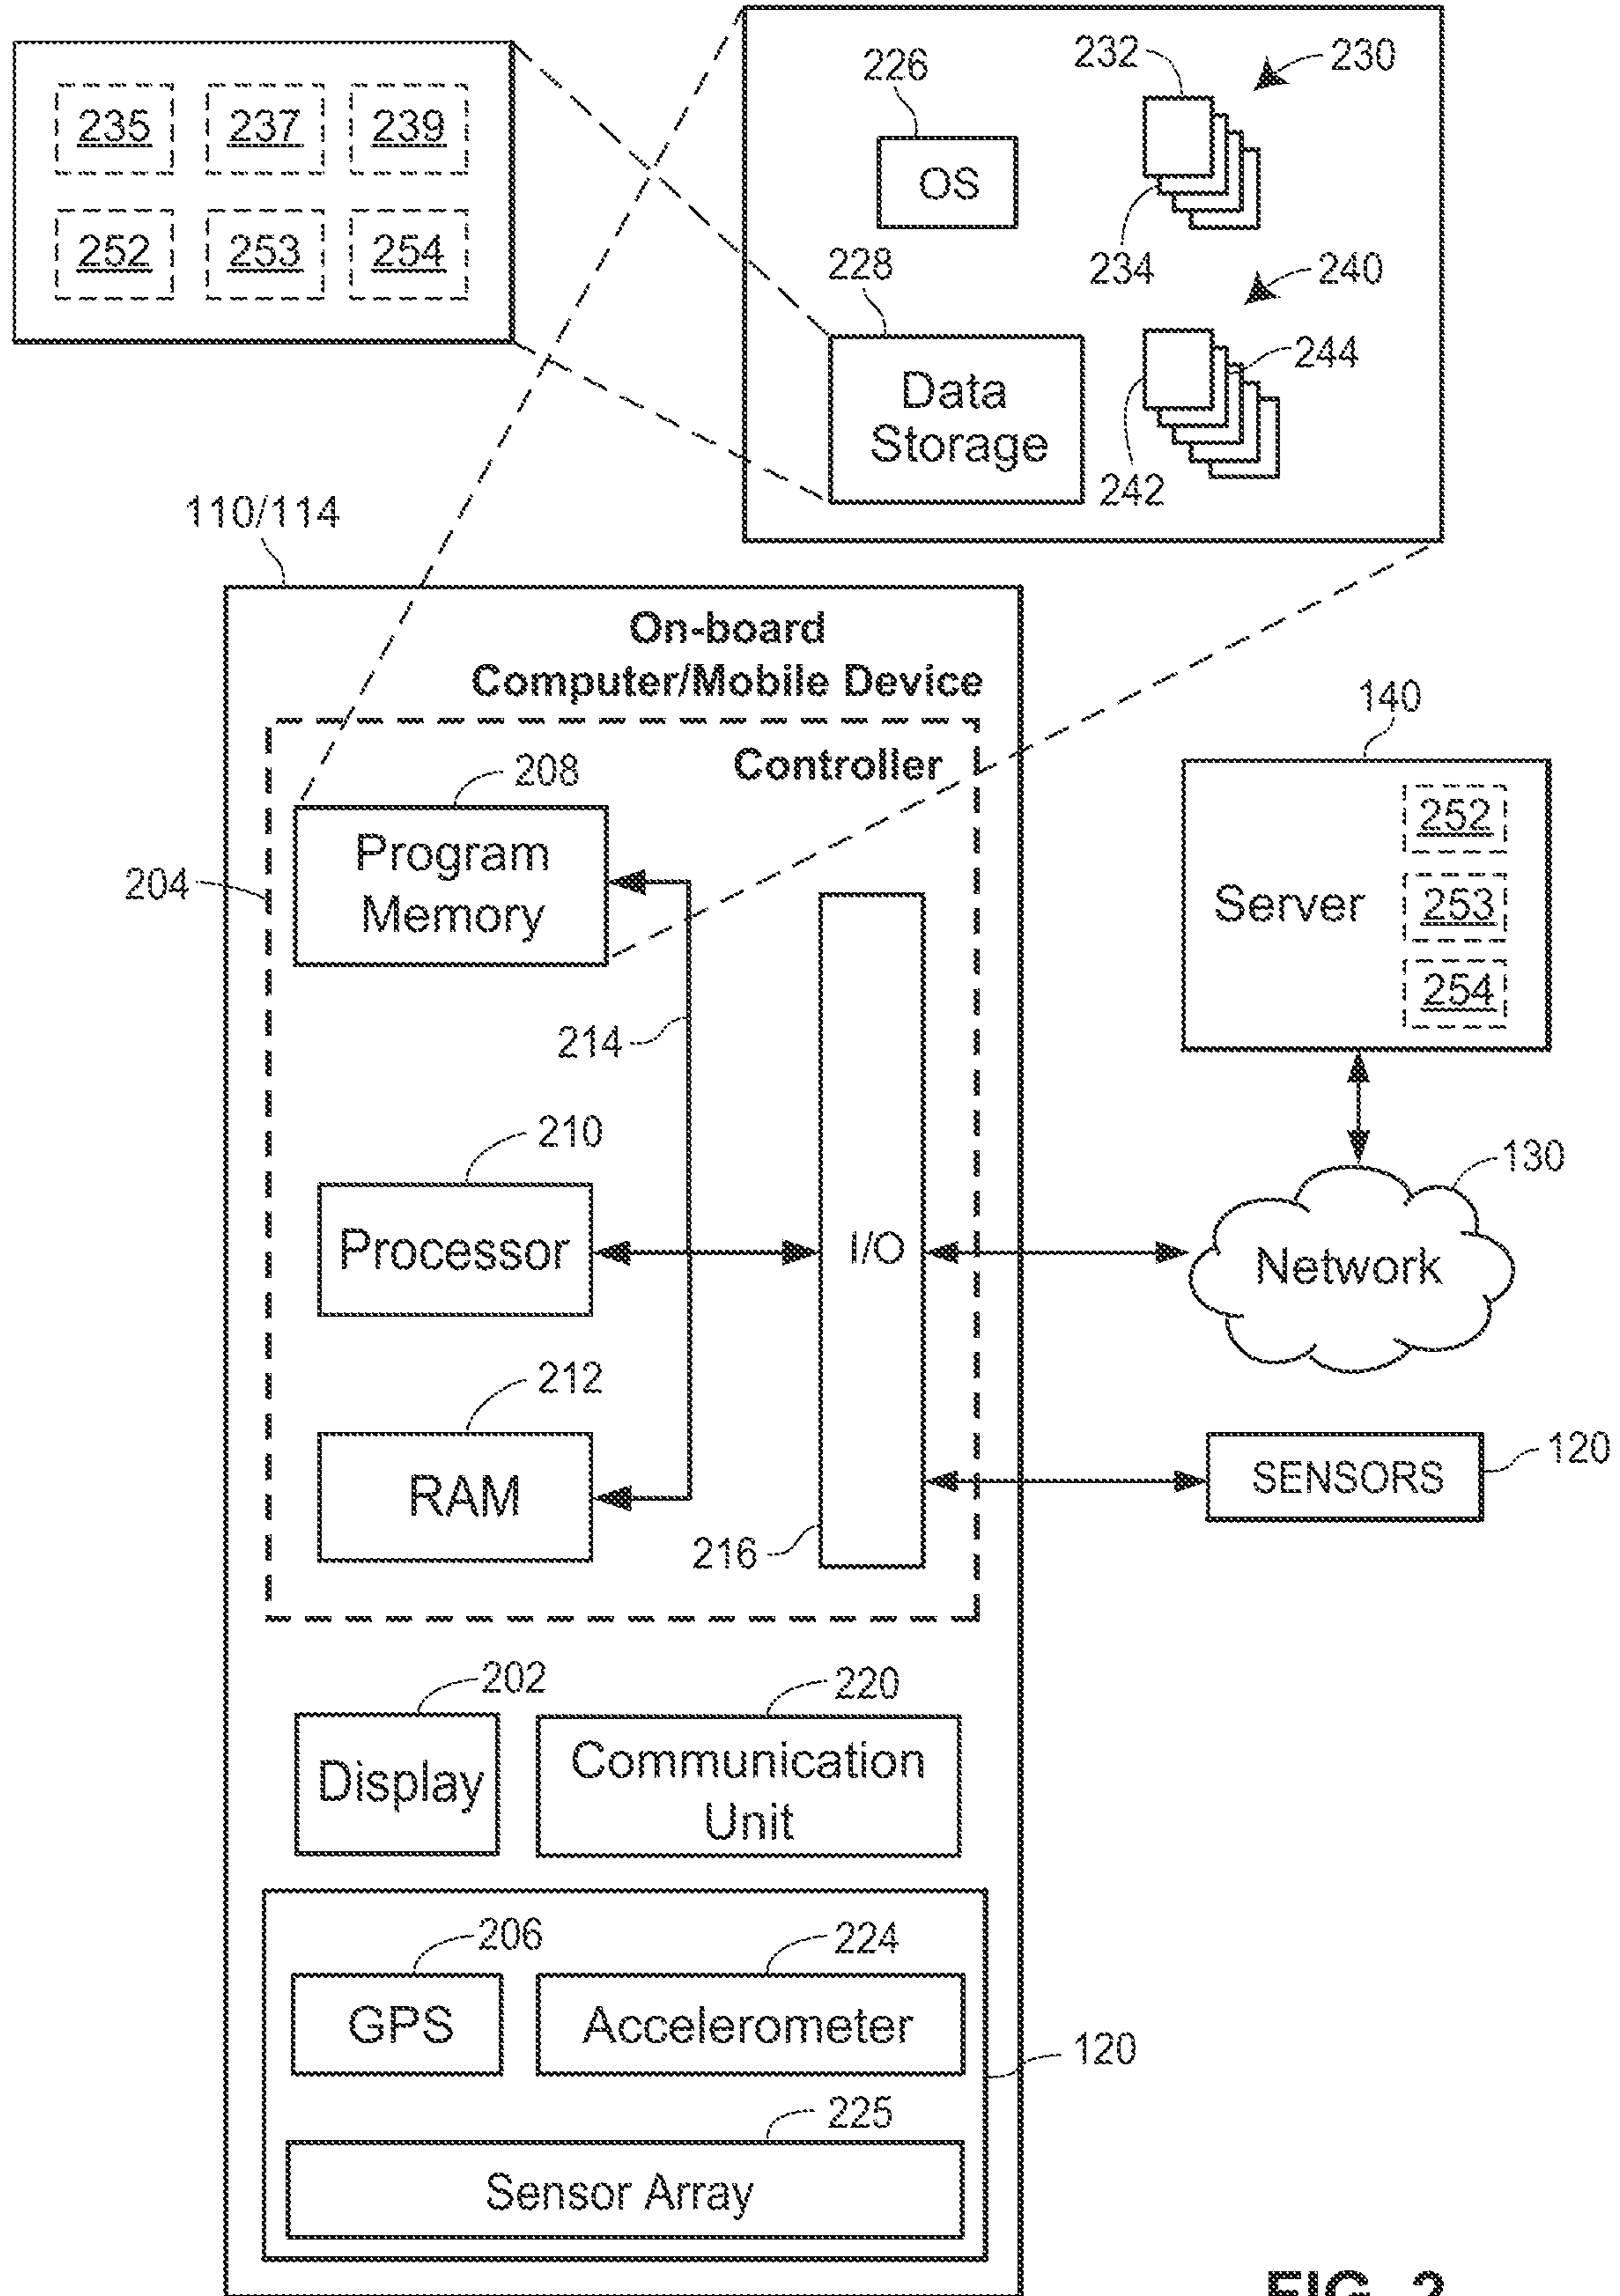 232
230
226
235 237 239
OS
252 253 254
234
240
228
244
Data
Storage
242
110/114
On-board
Computer/Mobile Device
140
Controller
208
252
Program
Memory
204
Server
253
254
214
210
130
Processor
I/O
Network
212
120
SENSORS
RAM
216
202
220
Display
Communication
Unit
206
224
GPS
Accelerometer
120
225
Sensor Array
FIG. 2